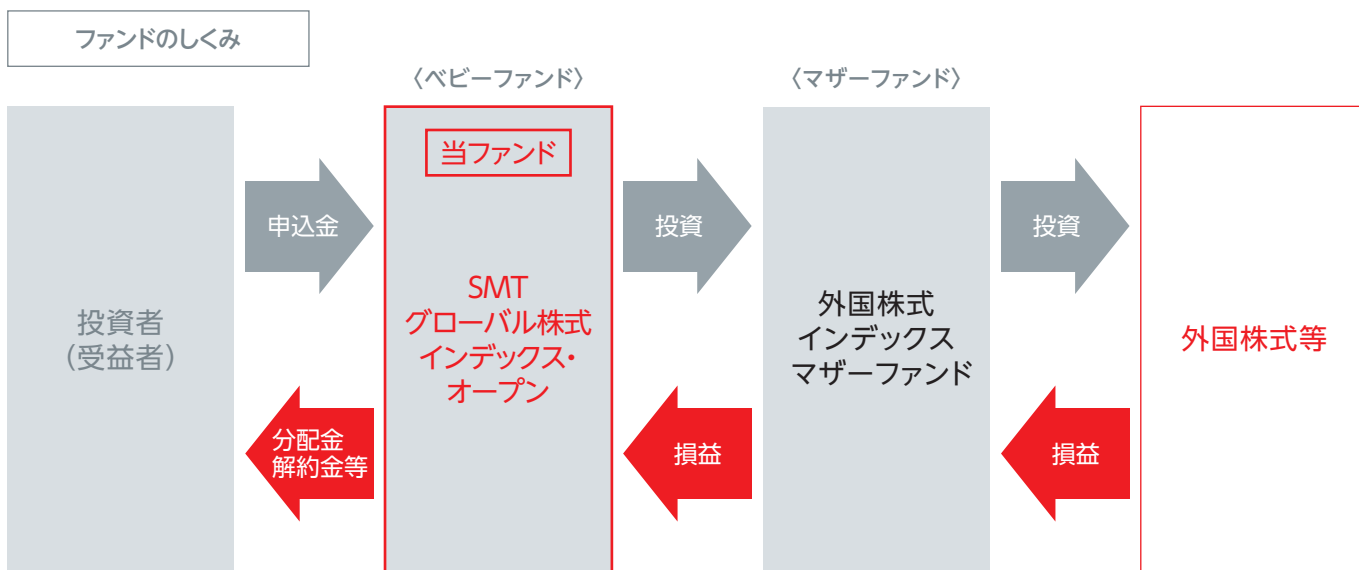 ファンドのしくみ
〈ベビーファンド〉
〈マザーファンド〉
当ファンド
申込金
投資
投資
投資者
(受益者)
SMT
グローバル株式
インデックス・
オープン
外国株式
インデックス
マザーファンド
外国株式等
分配金
解約金等
損益
損益